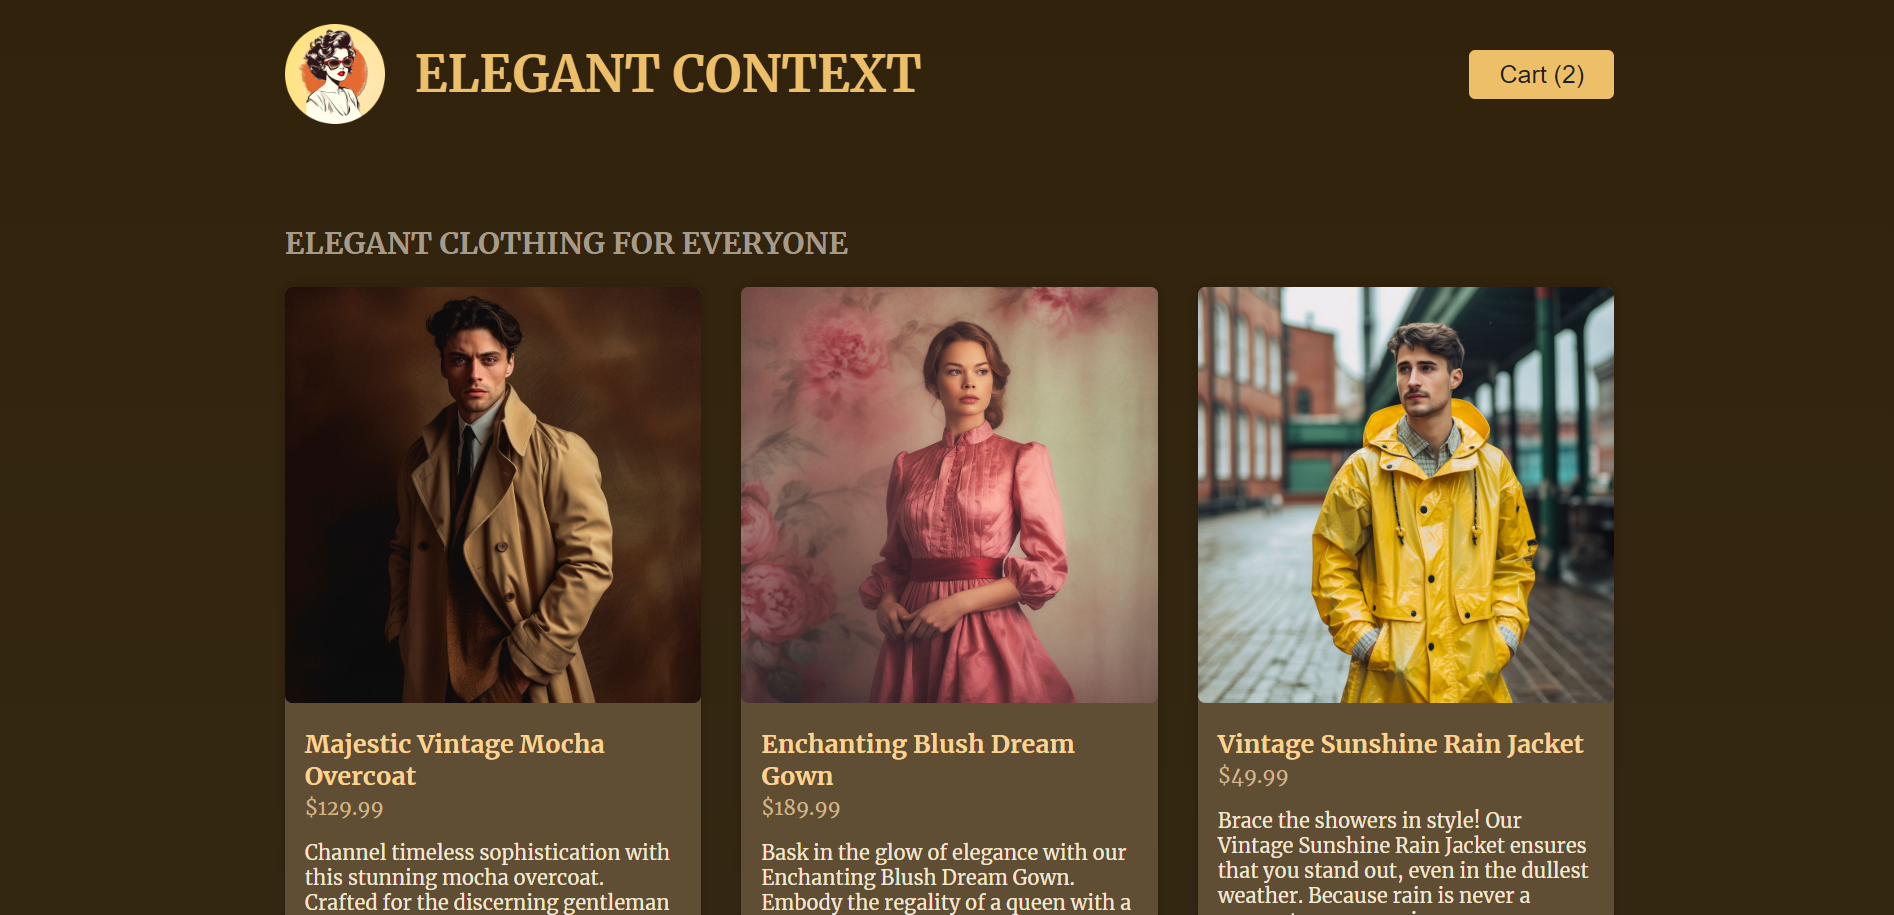 ELEGANT CONTEXT
Cart (2)
ELEGANT CLOTHING FOR EVERYONE
Majestic Vintage Mocha
Overcoat
$129.99
Channel timeless sophistication with
this stunning mocha overcoat.
Crafted for the discerning gentleman
Enchanting Blush Dream
Gown
$189.99
Bask in the glow of elegance with our
Enchanting Blush Dream Gown.
Embody the regality of a queen with a
Vintage Sunshine Rain Jacket
$49.99
Brace the showers in style! Our
Vintage Sunshine Rain Jacket ensures
that you stand out, even in the dullest
weather. Because rain is never a